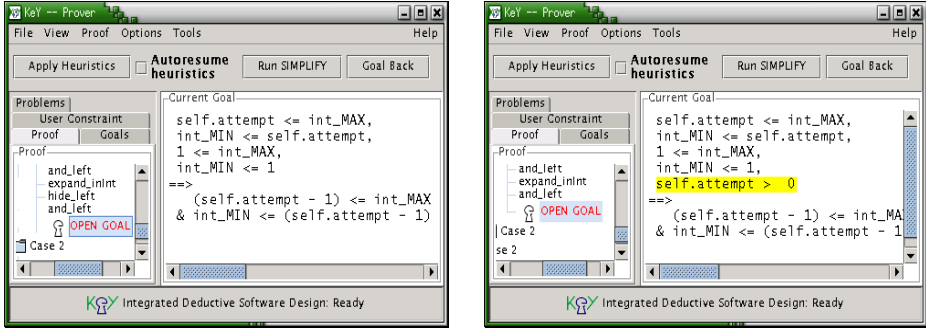 KeY -- Prover
File View Proof Options Tools Help
Apply Heuristics Autoresume heuristics Run SIMPLIFY Goal Back
Problems
User Constraint
Proof Goals
Proof
and_left
expand_inInt
hide_left
and_left
OPEN GOAL
Case 2
Current Goal
self.attempt <= int_MAX,
int_MIN <= self.attempt,
1 <= int_MAX,
int_MIN <= 1
==>
(self.attempt - 1) <= int_MAX
& int_MIN <= (self.attempt - 1)
KeY Integrated Deductive Software Design: Ready
KeY -- Prover
File View Proof Options Tools Help
Apply Heuristics Autoresume heuristics Run SIMPLIFY Goal Back
Problems
User Constraint
Proof Goals
Proof
and_left
expand_inInt
and_left
OPEN GOAL
Case 2
se 2
Current Goal
self.attempt <= int_MAX,
int_MIN <= self.attempt,
1 <= int_MAX,
int_MIN <= 1,
self.attempt > 0
==>
(self.attempt - 1) <= int_MA
& int_MIN <= (self.attempt - 1
KeY Integrated Deductive Software Design: Ready